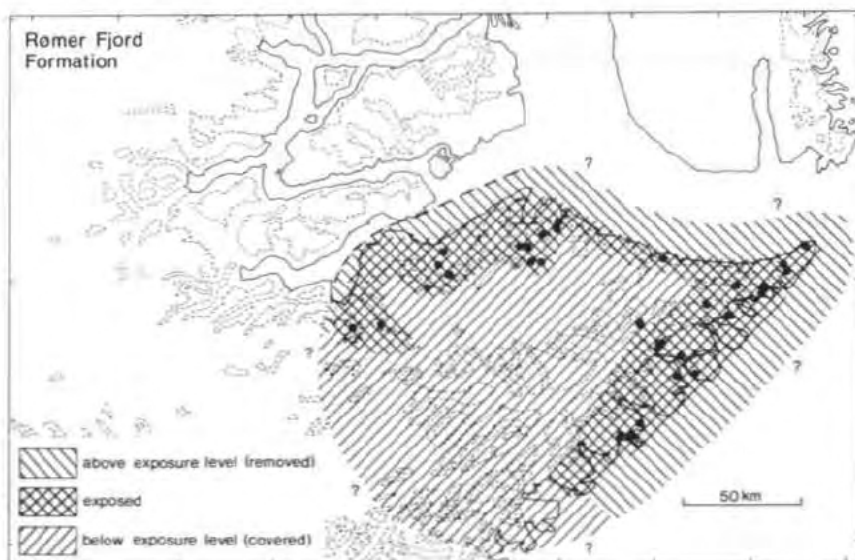 Rømer Fjord
Formation
?
?
?
?
?
?
above exposure level (removed)
exposed
below exposure level (covered)
50 km